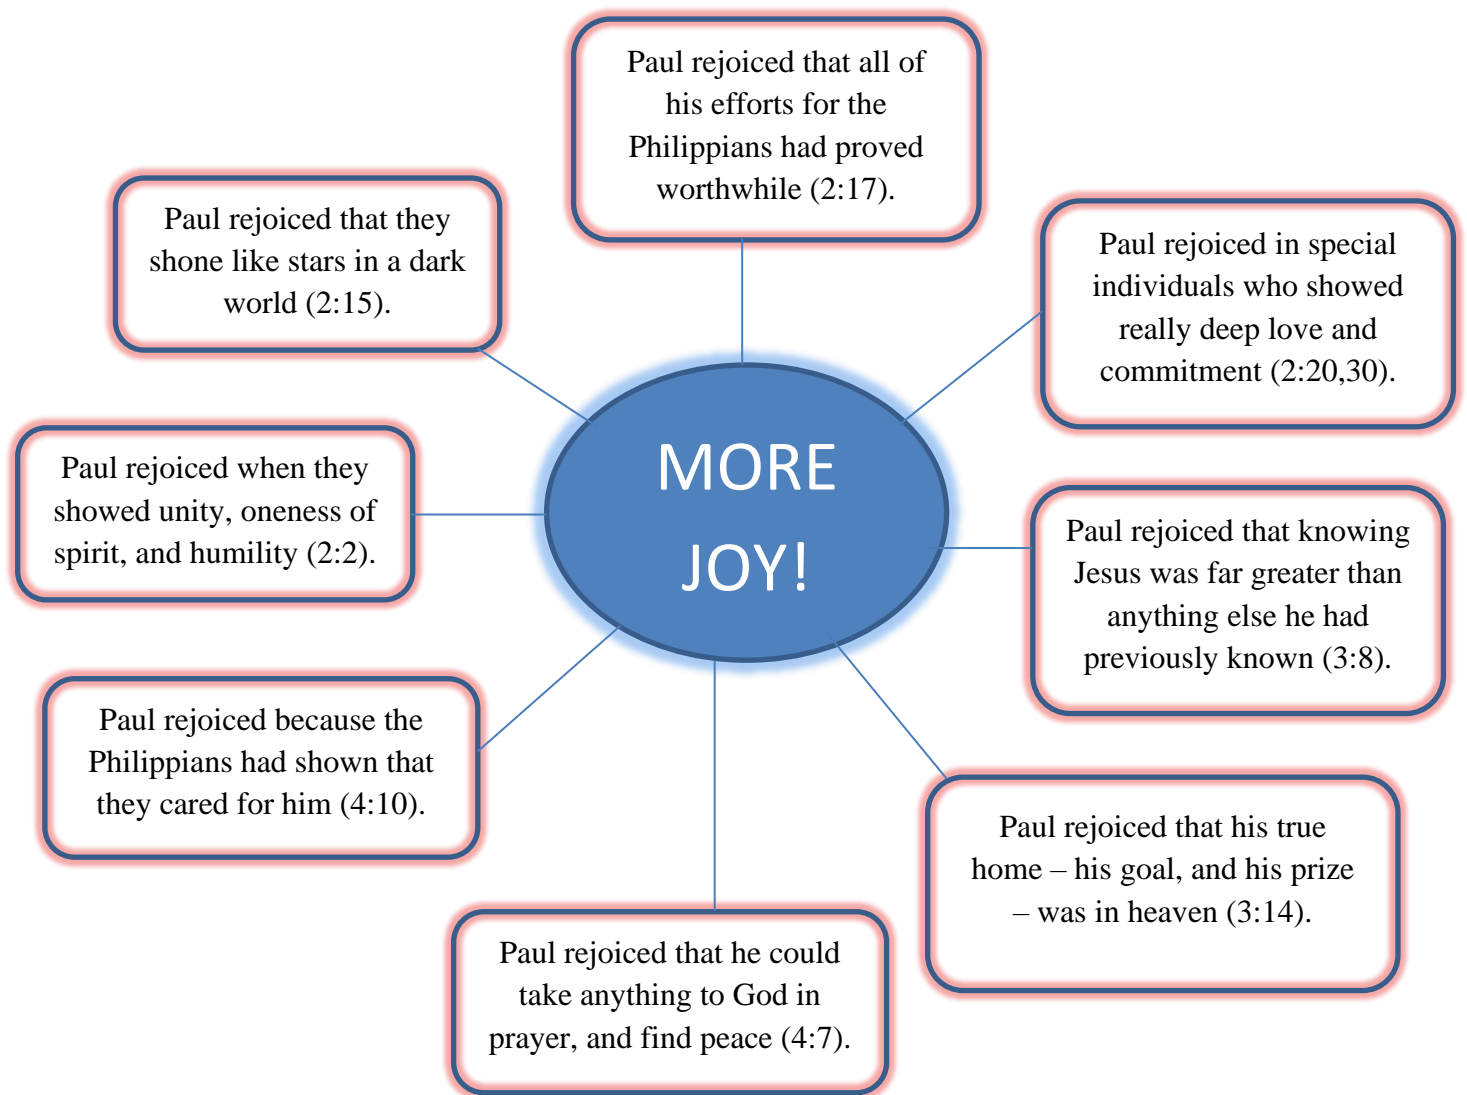 Paul rejoiced that all of
his efforts for the
Philippians had proved
worthwhile (2:17).
Paul rejoiced that they
shone like stars in a dark
world (2:15).
Paul rejoiced in special
individuals who showed
really deep love and
commitment (2:20,30).
MORE
JOY!
Paul rejoiced when they
showed unity, oneness of
spirit, and humility (2:2).
Paul rejoiced that knowing
Jesus was far greater than
anything else he had
previously known (3:8).
Paul rejoiced because the
Philippians had shown that
they cared for him (4:10).
Paul rejoiced that his true
home – his goal, and his prize
– was in heaven (3:14).
Paul rejoiced that he could
take anything to God in
prayer, and find peace (4:7).